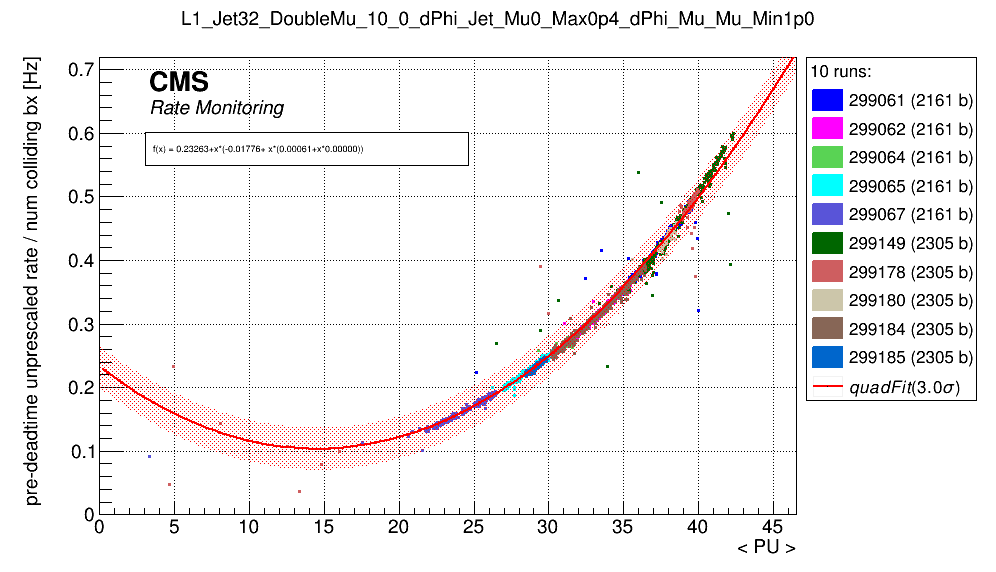 L1_Jet32_DoubleMu_10_0_dPhi_Jet_Mu0_Max0p4_dPhi_Mu_Mu_Min1p0
pre-deadtime unprescaled rate / num colliding bx [Hz]
CMS
Rate Monitoring
f(x) = 0.23263+x*(-0.01776+ x*(0.00061+x*0.00000))
0.7
0.6
0.5
0.4
0.3
0.2
0.1
0
0 5 10 15 20 25 30 35 40 45
< PU >
10 runs:
299061 (2161 b)
299062 (2161 b)
299064 (2161 b)
299065 (2161 b)
299067 (2161 b)
299149 (2305 b)
299178 (2305 b)
299180 (2305 b)
299184 (2305 b)
299185 (2305 b)
quadFit(3.0σ)